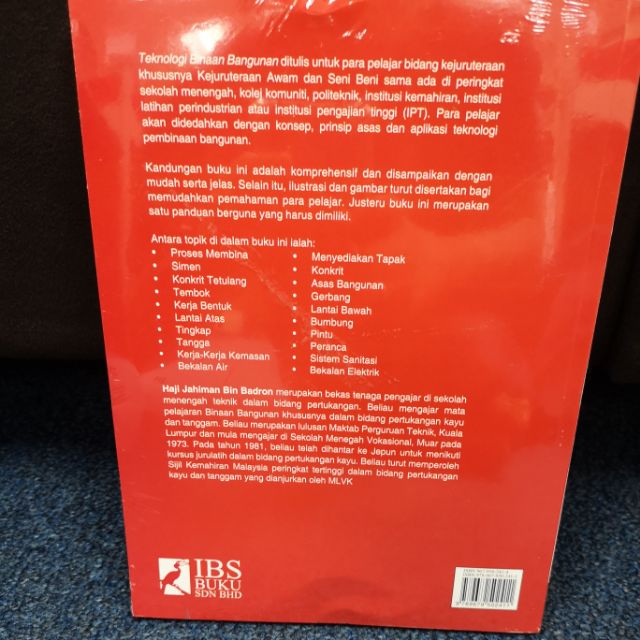 Teknologi Binaan Bangunan ditulis untuk para pelajar bidang kejuruteraan
khususnya Kejuruteraan Awam dan Seni Beni sama ada di peringkat
sekolah menengah, kolej komuniti, politeknik, institusi kemahiran, institusi
latihan perindustrian atau institusi pengajian tinggi (IPT). Para pelajar
akan didedahkan dengan konsep, prinsip asas dan aplikasi teknologi
pembinaan bangunan.
Kandungan buku ini adalah komprehensif dan disampaikan dengan
mudah serta jelas. Selain itu, ilustrasi dan gambar turut disertakan bagi
memudahkan pemahaman para pelajar. Justeru buku ini merupakan
satu panduan berguna yang harus dimiliki.
Antara topik di dalam buku ini ialah:
• Proses Membina
• Simen
• Konkrit Tetulang
• Tembok
• Kerja Bentuk
• Lantai Atas
• Tingkap
• Tangga
• Kerja-Kerja Kemasan
• Bekalan Air
• Menyediakan Tapak
• Konkrit
• Asas Bangunan
• Gerbang
• Lantai Bawah
• Bumbung
• Pintu
• Peranca
• Sistem Sanitasi
• Bekalan Elektrik
Haji Jahiman Bin Badron merupakan bekas tenaga pengajar di sekolah
menengah teknik dalam bidang pertukangan. Beliau mengajar mata
pelajaran Binaan Bangunan khususnya dalam bidang pertukangan kayu
dan tanggam. Beliau merupakan lulusan Maktab Perguruan Teknik, Kuala
Lumpur dan mula mengajar di Sekolah Menegah Vokasional, Muar pada
1973. Pada tahun 1981, beliau telah dihantar ke Jepun untuk menikuti
kursus jurulatih dalam bidang pertukangan kayu. Beliau turut memperoleh
Sijil Kemahiran Malaysia peringkat tertinggi dalam bidang pertukangan
kayu dan tanggam yang dianjurkan oleh MLVK
IBS
BUKU
SDN BHD